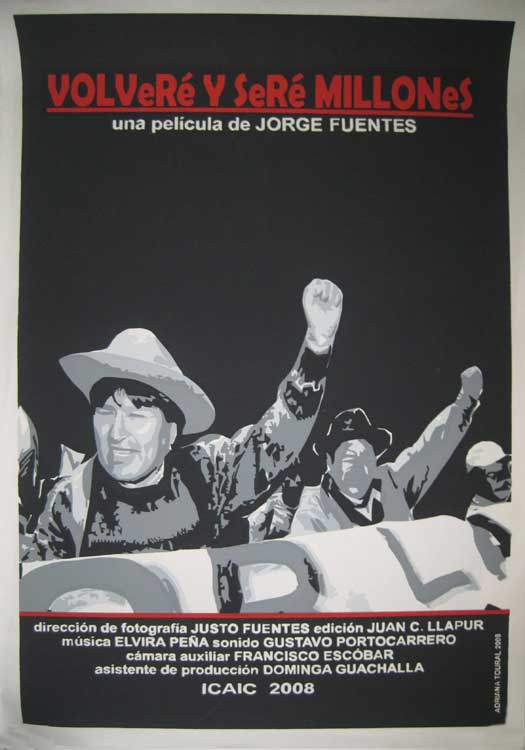 VOLVeRé Y SeRé MILLONeS
una película de JORGE FUENTES
O R L
dirección de fotografía JUSTO FUENTES edición JUAN C. LLAPUR
música ELVIRA PEÑA sonido GUSTAVO PORTOCARRERO
cámara auxiliar FRANCISCO ESCÓBAR
asistente de producción DOMINGA GUACHALLA
ICAIC 2008
ADRIANA TOURAL 2008